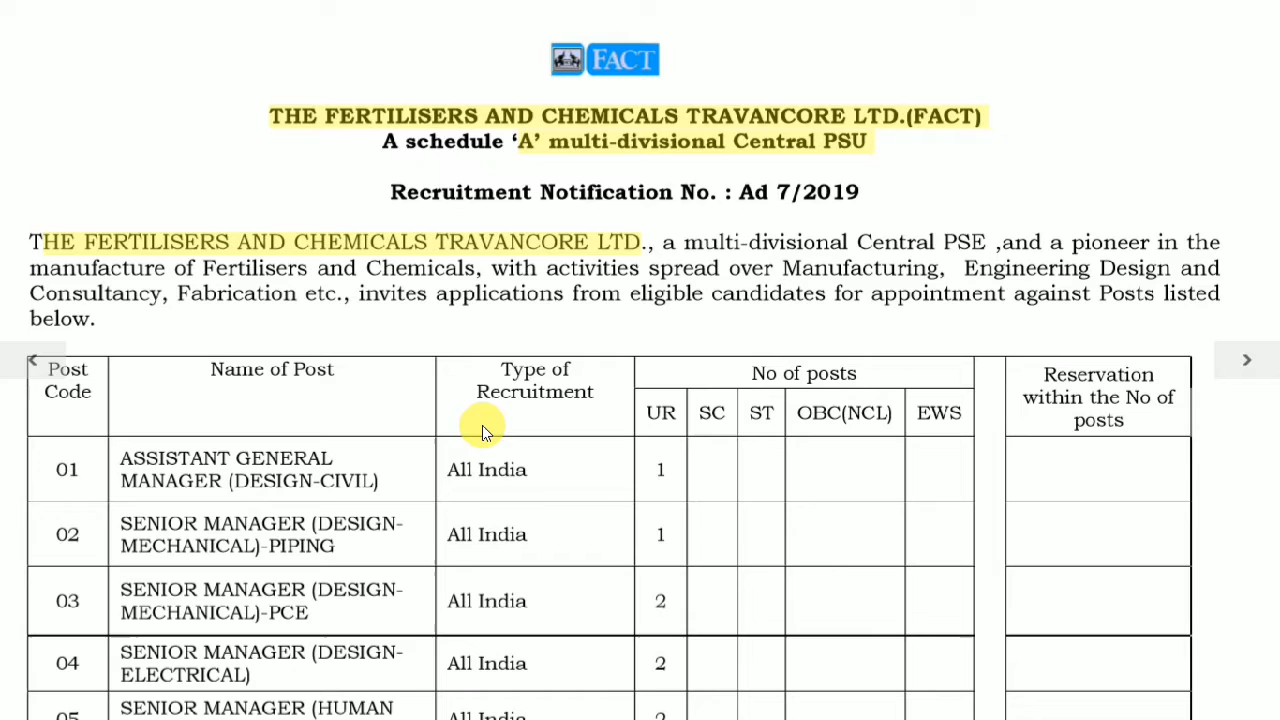 FACT
THE FERTILISERS AND CHEMICALS TRAVANCORE LTD.(FACT)
A schedule ‘A’ multi-divisional Central PSU
Recruitment Notification No. : Ad 7/2019
THE FERTILISERS AND CHEMICALS TRAVANCORE LTD., a multi-divisional Central PSE ,and a pioneer in the
manufacture of Fertilisers and Chemicals, with activities spread over Manufacturing, Engineering Design and
Consultancy, Fabrication etc., invites applications from eligible candidates for appointment against Posts listed
below.
Post Code
Name of Post
Type of Recruitment
No of posts
Reservation within the No of posts
UR SC ST OBC(NCL) EWS
01 ASSISTANT GENERAL MANAGER (DESIGN-CIVIL) All India 1
02 SENIOR MANAGER (DESIGN-MECHANICAL)-PIPING All India 1
03 SENIOR MANAGER (DESIGN-MECHANICAL)-PCE All India 2
04 SENIOR MANAGER (DESIGN-ELECTRICAL) All India 2
05 SENIOR MANAGER (HUMAN All India 2